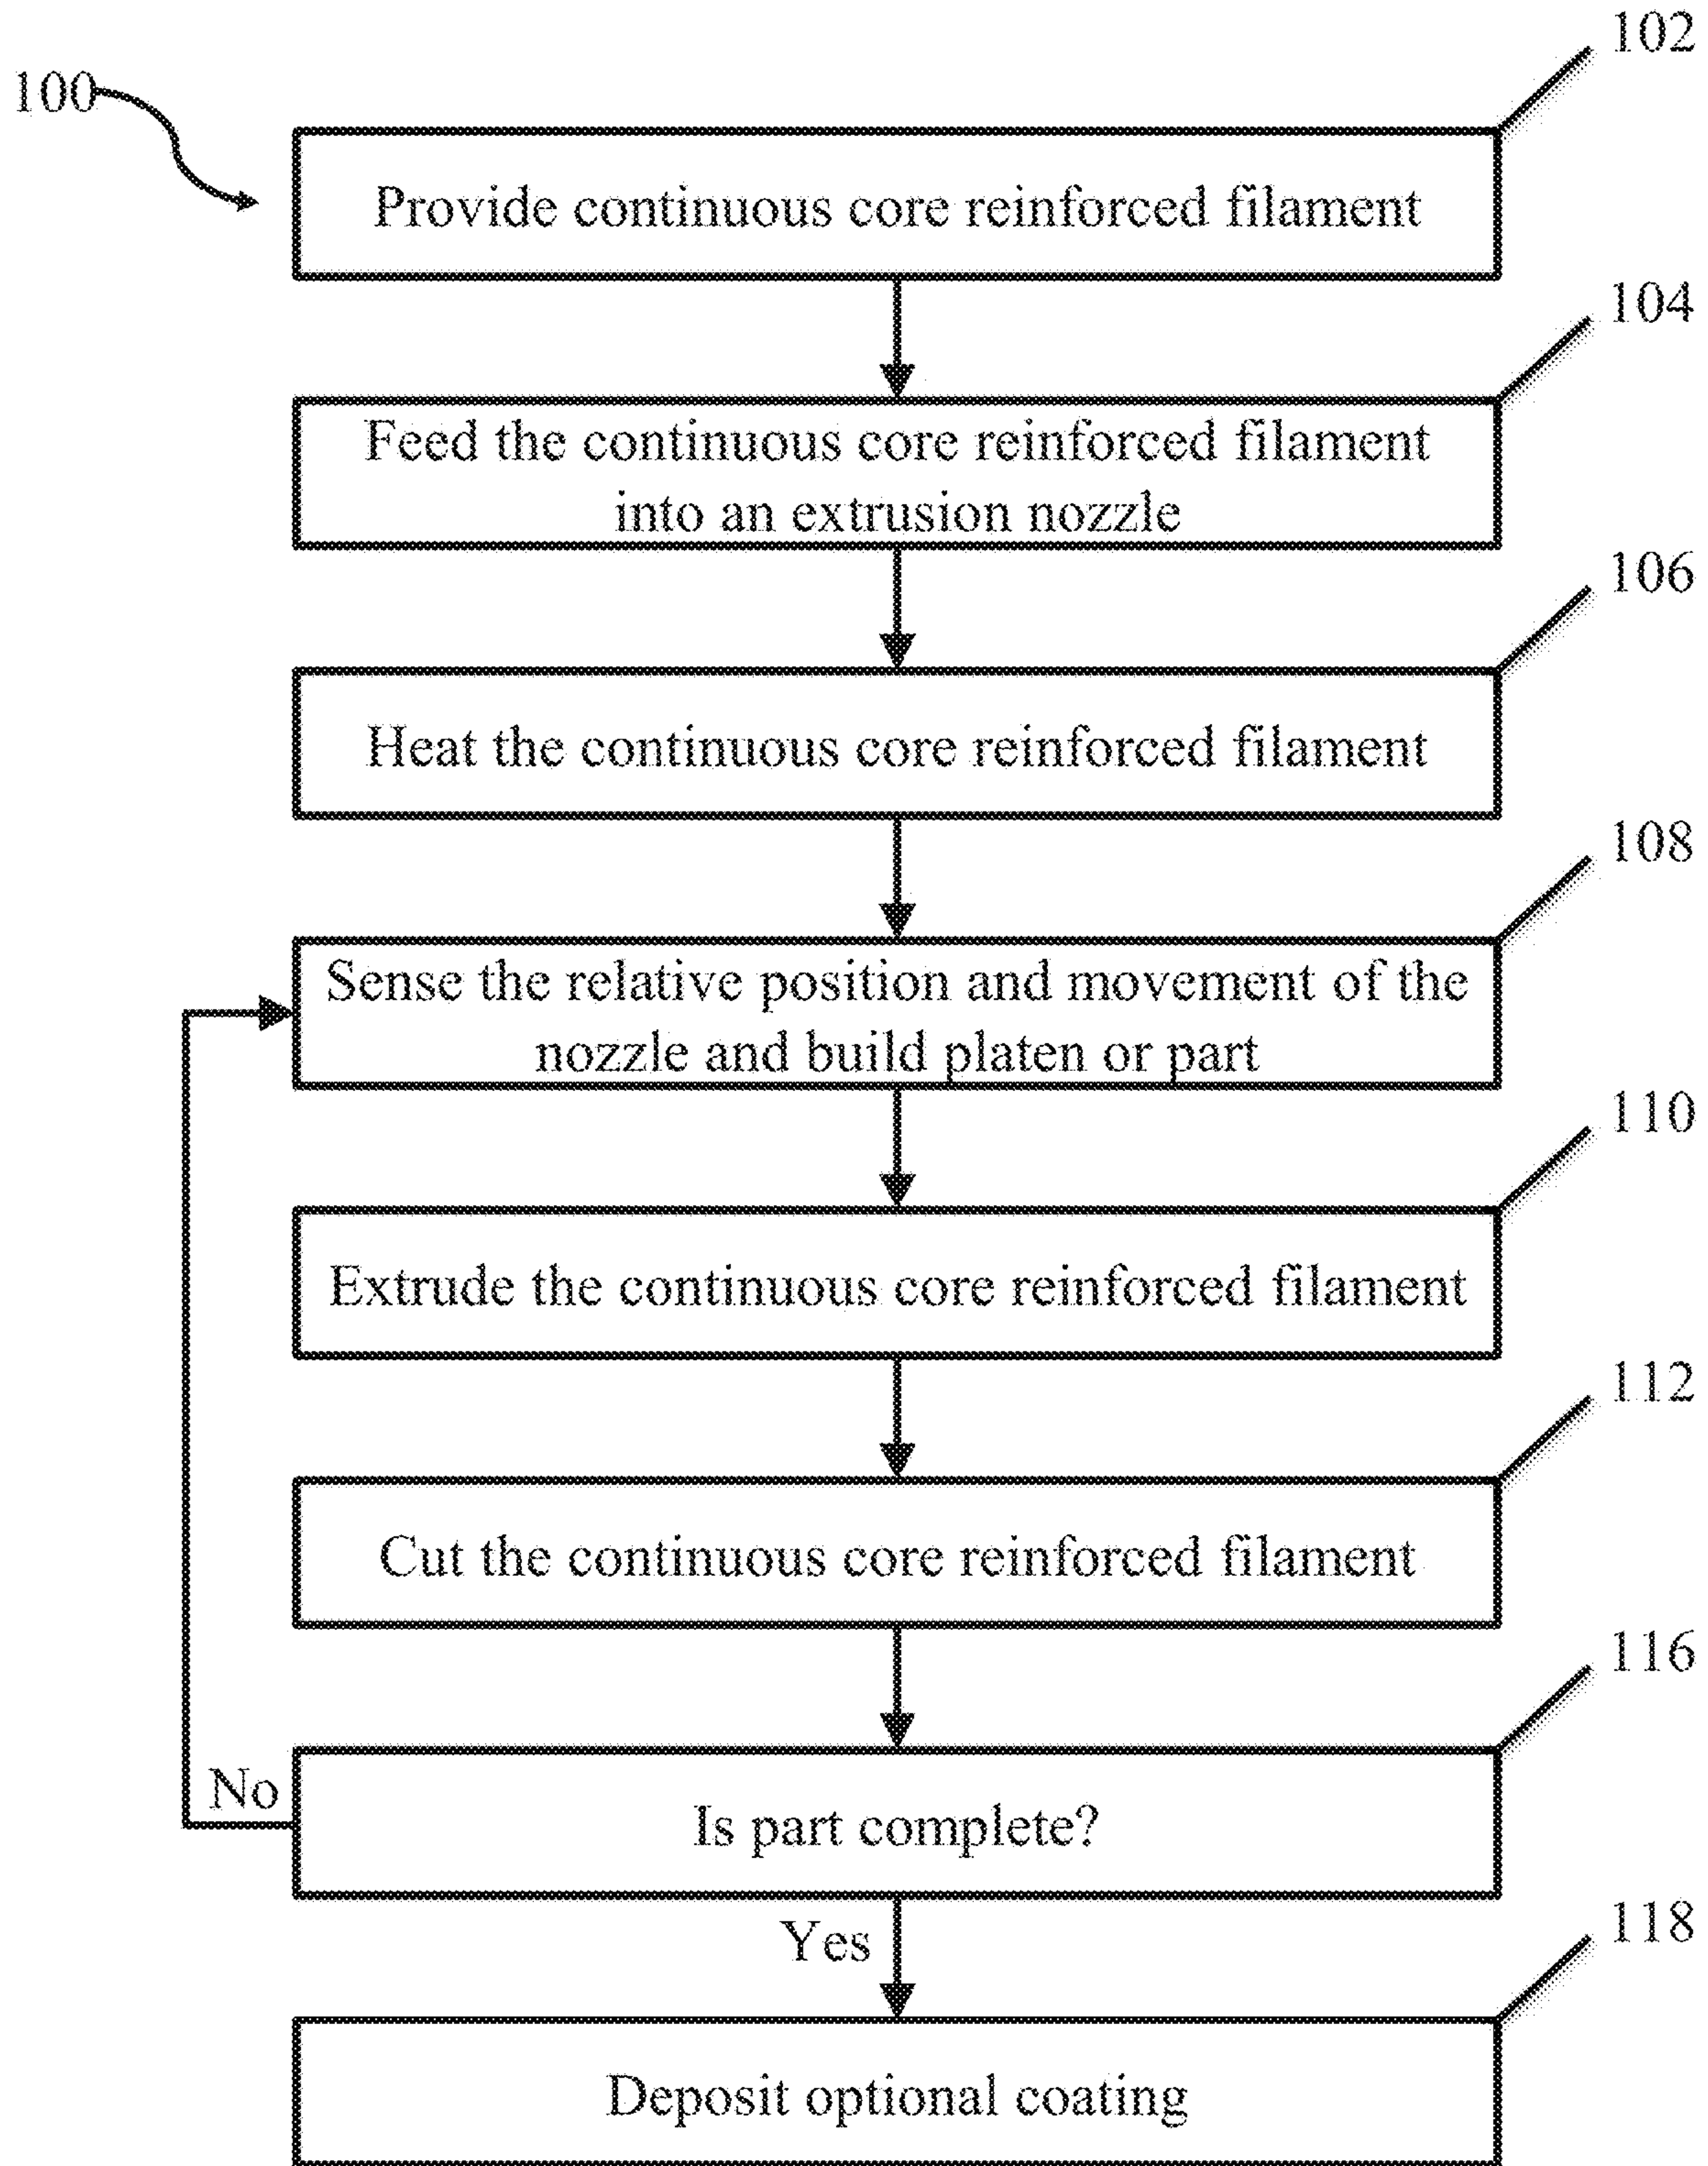 102
100
Provide continuous core reinforced filament
104
Feed the continuous core reinforced filament
into an extrusion nozzle
106
Heat the continuous core reinforced filament
108
Sense the relative position and movement of the
nozzle and build platen or part
110
Extrude the continuous core reinforced filament
112
Cut the continuous core reinforced filament
116
No
Is part complete?
118
Yes
Deposit optional coating